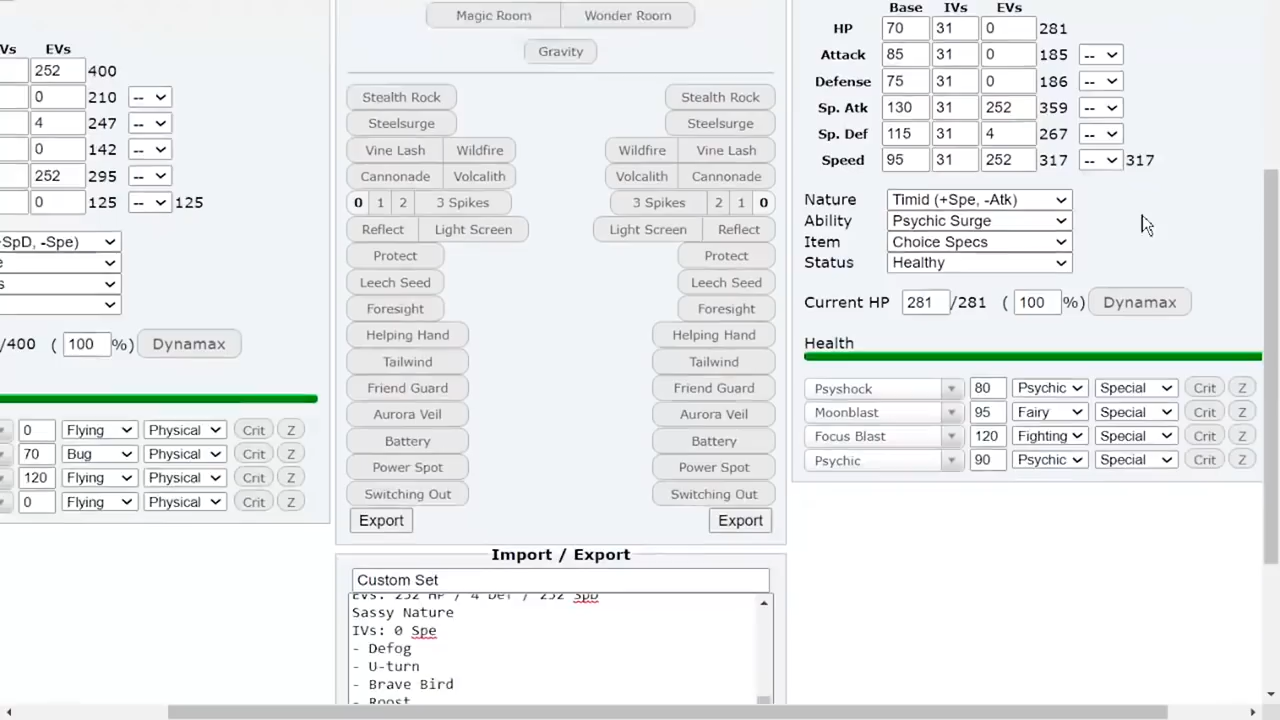 Magic Room Wonder Room
Gravity
Vs EVs
252 400
0 210 --
4 247 --
0 142 --
252 295 --
0 125 -- 125
SpD, -Spe)
e
s
/400 ( 100 %) Dynamax
0 Flying Physical Crit Z
70 Bug Physical Crit Z
120 Flying Physical Crit Z
0 Flying Physical Crit Z
Stealth Rock Stealth Rock
Steelsurge Steelsurge
Vine Lash Wildfire Wildfire Vine Lash
Cannonade Volcalith Volcalith Cannonade
0 1 2 3 Spikes 3 Spikes 2 1 0
Reflect Light Screen Light Screen Reflect
Protect Protect
Leech Seed Leech Seed
Foresight Foresight
Helping Hand Helping Hand
Tailwind Tailwind
Friend Guard Friend Guard
Aurora Veil Aurora Veil
Battery Battery
Power Spot Power Spot
Switching Out Switching Out
Export Export
Import / Export
Custom Set
EVs: 252 HP / 4 Def / 252 SpD
Sassy Nature
IVs: 0 Spe
- Defog
- U-turn
- Brave Bird
- Roost
Base IVs EVs
HP 70 31 0 281
Attack 85 31 0 185 --
Defense 75 31 0 186 --
Sp. Atk 130 31 252 359 --
Sp. Def 115 31 4 267 --
Speed 95 31 252 317 -- 317
Nature Timid (+Spe, -Atk)
Ability Psychic Surge
Item Choice Specs
Status Healthy
Current HP 281 /281 ( 100 %) Dynamax
Health
Psyshock 80 Psychic Special Crit Z
Moonblast 95 Fairy Special Crit Z
Focus Blast 120 Fighting Special Crit Z
Psychic 90 Psychic Special Crit Z